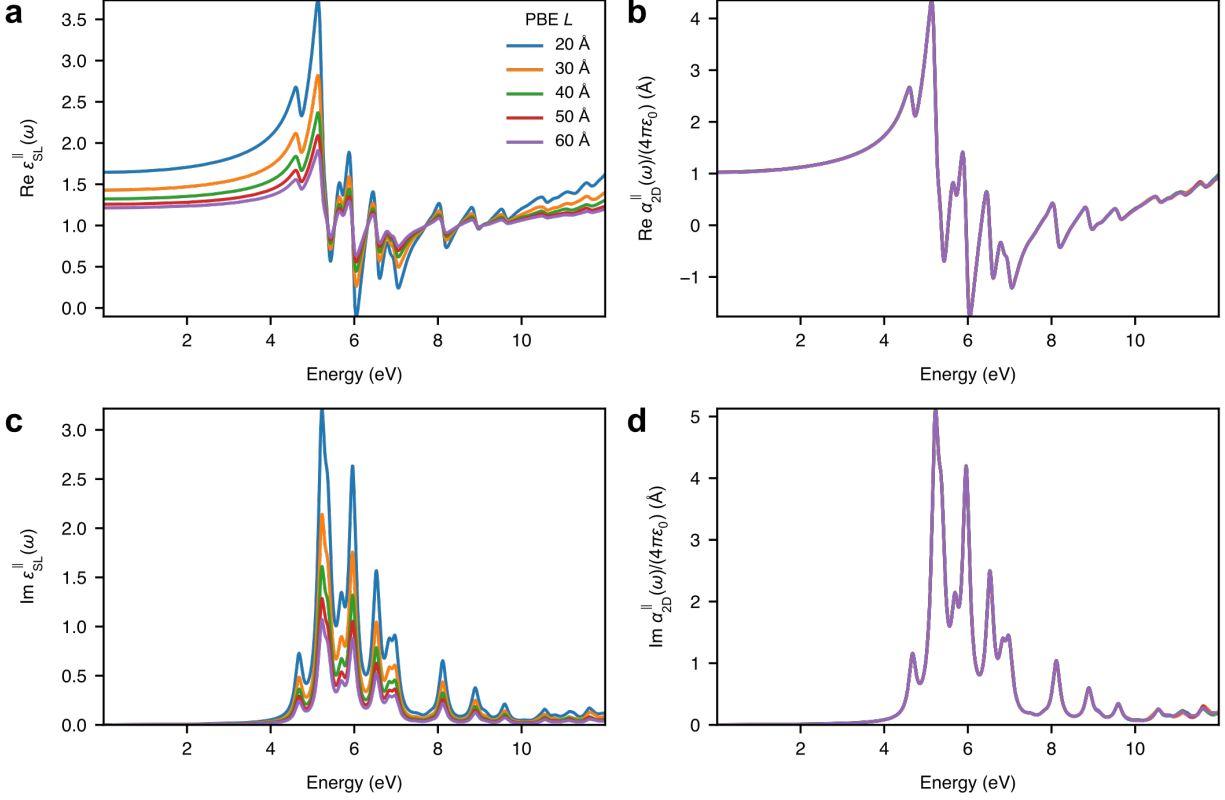 a
Re ε∥SL(ω)
3.5
3.0
2.5
2.0
1.5
1.0
0.5
0.0
PBE L
20 Å
30 Å
40 Å
50 Å
60 Å
2 4 6 8 10
Energy (eV)
b
Re α∥2D(ω)/(4πε0) (Å)
4
3
2
1
0
−1
2 4 6 8 10
Energy (eV)
c
Im ε∥SL(ω)
3.0
2.5
2.0
1.5
1.0
0.5
0.0
2 4 6 8 10
Energy (eV)
d
Im α∥2D(ω)/(4πε0) (Å)
5
4
3
2
1
0
2 4 6 8 10
Energy (eV)